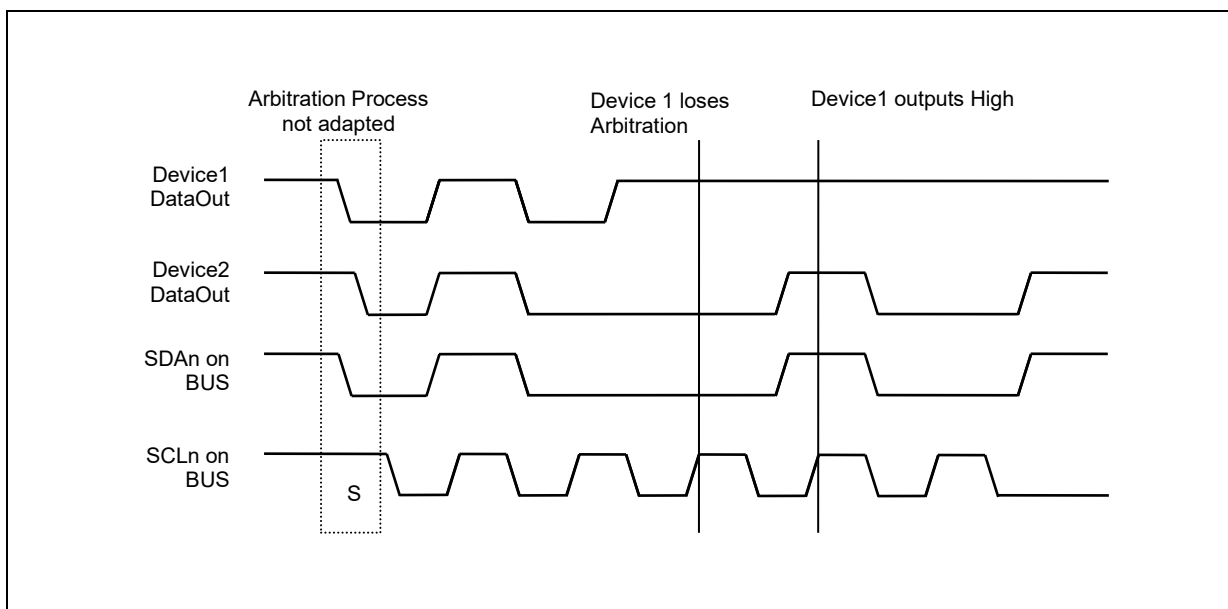 Arbitration Process
not adapted
Device 1 loses
Arbitration
Device1 outputs High
Device1
DataOut
Device2
DataOut
SDAn on
BUS
SCLn on
BUS
S